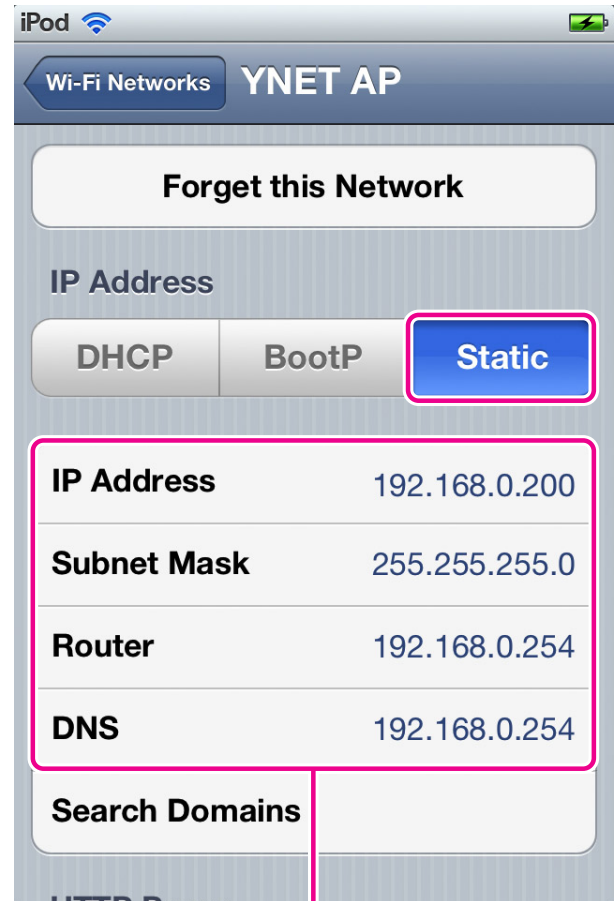 iPod
Wi-Fi Networks YNET AP
Forget this Network
IP Address
DHCP BootP Static
IP Address 192.168.0.200
Subnet Mask 255.255.255.0
Router 192.168.0.254
DNS 192.168.0.254
Search Domains